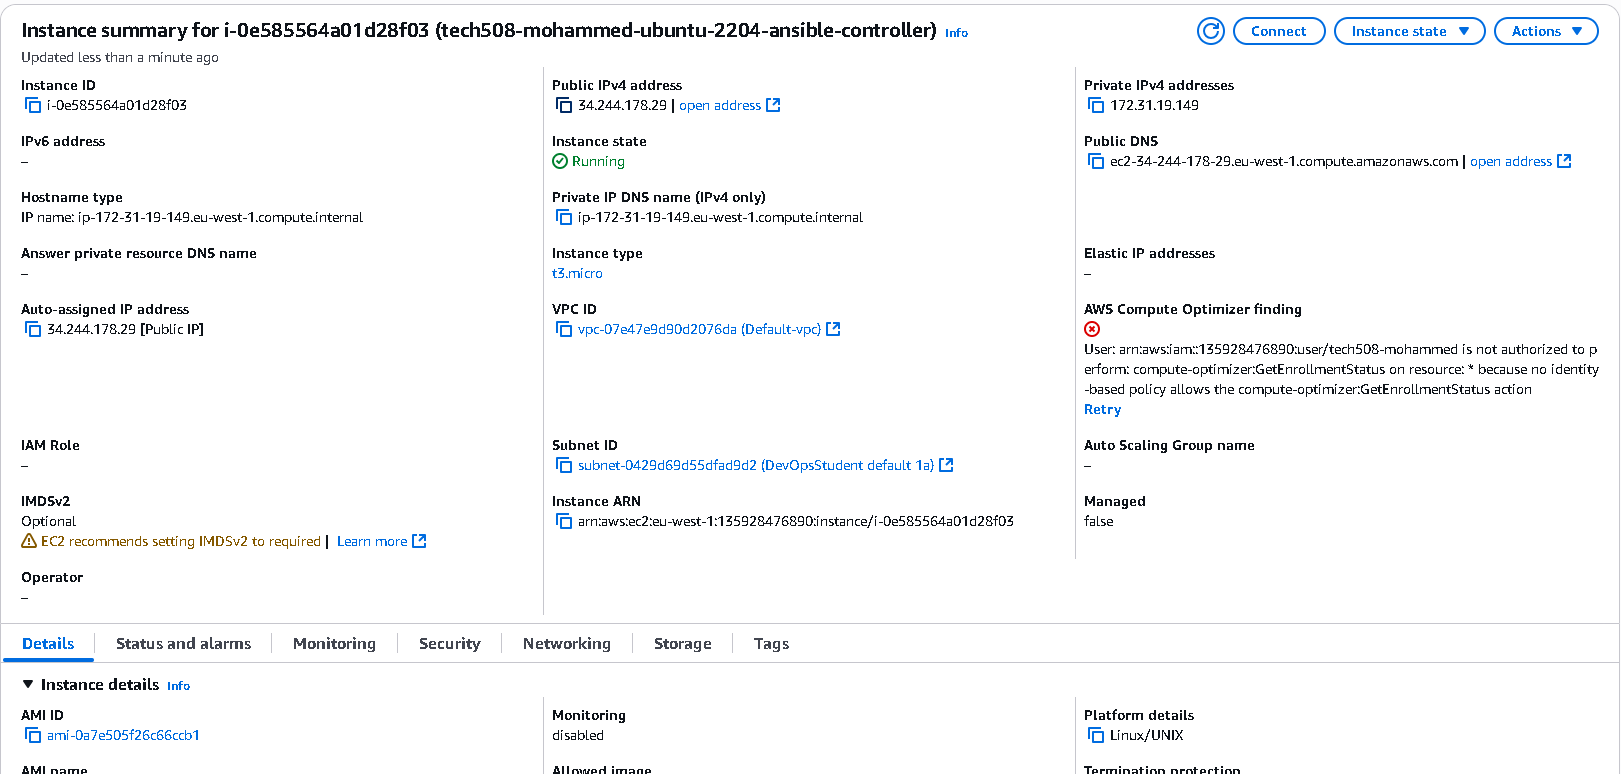 Instance summary for i-0e585564a01d28f03 (tech508-mohammed-ubuntu-2204-ansible-controller) Info
Connect
Instance state
Actions
Updated less than a minute ago
Instance ID
i-0e585564a01d28f03
Public IPv4 address
34.244.178.29 | open address
Private IPv4 addresses
172.31.19.149
IPv6 address
–
Instance state
Running
Public DNS
ec2-34-244-178-29.eu-west-1.compute.amazonaws.com | open address
Hostname type
IP name: ip-172-31-19-149.eu-west-1.compute.internal
Private IP DNS name (IPv4 only)
ip-172-31-19-149.eu-west-1.compute.internal
Answer private resource DNS name
–
Instance type
t3.micro
Elastic IP addresses
–
Auto-assigned IP address
34.244.178.29 [Public IP]
VPC ID
vpc-07e47e9d90d2076da (Default-vpc)
AWS Compute Optimizer finding
User: arn:aws:iam::135928476890:user/tech508-mohammed is not authorized to p
erform: compute-optimizer:GetEnrollmentStatus on resource: * because no identity
-based policy allows the compute-optimizer:GetEnrollmentStatus action
Retry
IAM Role
–
Subnet ID
subnet-0429d69d55dfad9d2 (DevOpsStudent default 1a)
Auto Scaling Group name
–
IMDSv2
Optional
EC2 recommends setting IMDSv2 to required | Learn more
Instance ARN
arn:aws:ec2:eu-west-1:135928476890:instance/i-0e585564a01d28f03
Managed
false
Operator
–
Details
Status and alarms
Monitoring
Security
Networking
Storage
Tags
Instance details Info
AMI ID
ami-0a7e505f26c66ccb1
Monitoring
disabled
Platform details
Linux/UNIX
AMI name
Allowed image
Termination protection